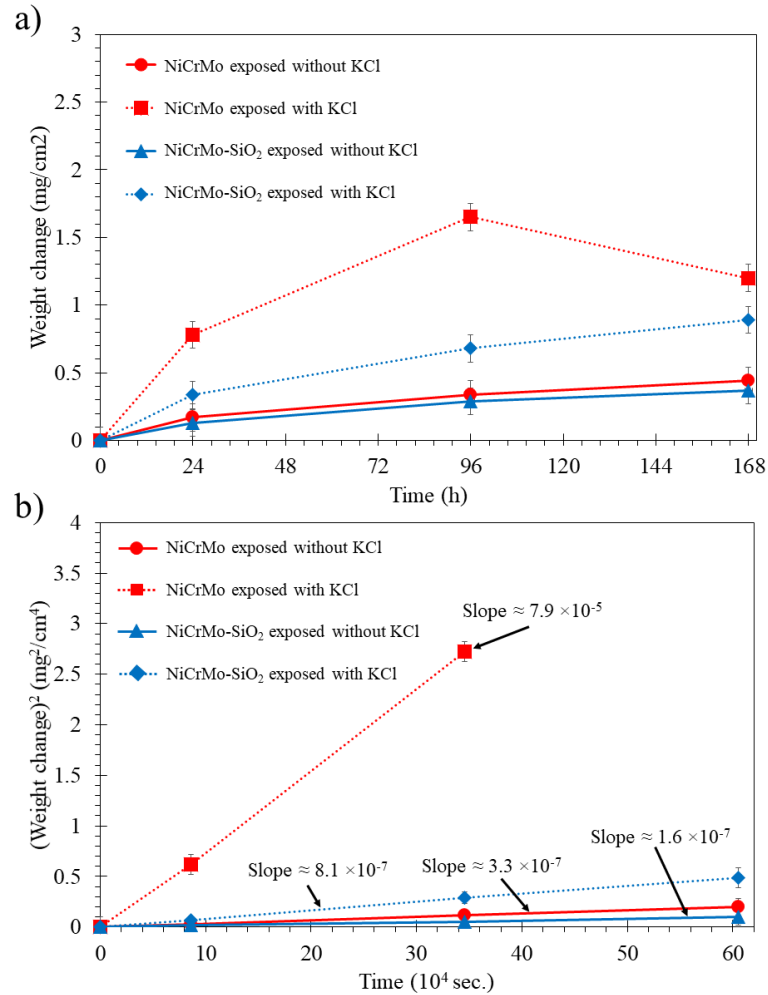 a)
3
2.5
2
1.5
1
0.5
0
Weight change (mg/cm2)
NiCrMo exposed without KCl
NiCrMo exposed with KCl
NiCrMo-SiO₂ exposed without KCl
NiCrMo-SiO₂ exposed with KCl
0 24 48 72 96 120 144 168
Time (h)
b)
4
3.5
3
2.5
2
1.5
1
0.5
0
(Weight change)² (mg²/cm⁴)
NiCrMo exposed without KCl
NiCrMo exposed with KCl
NiCrMo-SiO₂ exposed without KCl
NiCrMo-SiO₂ exposed with KCl
Slope ≈ 7.9 ×10⁻⁵
Slope ≈ 8.1 ×10⁻⁷
Slope ≈ 3.3 ×10⁻⁷
Slope ≈ 1.6 ×10⁻⁷
0 10 20 30 40 50 60
Time (10⁴ sec.)